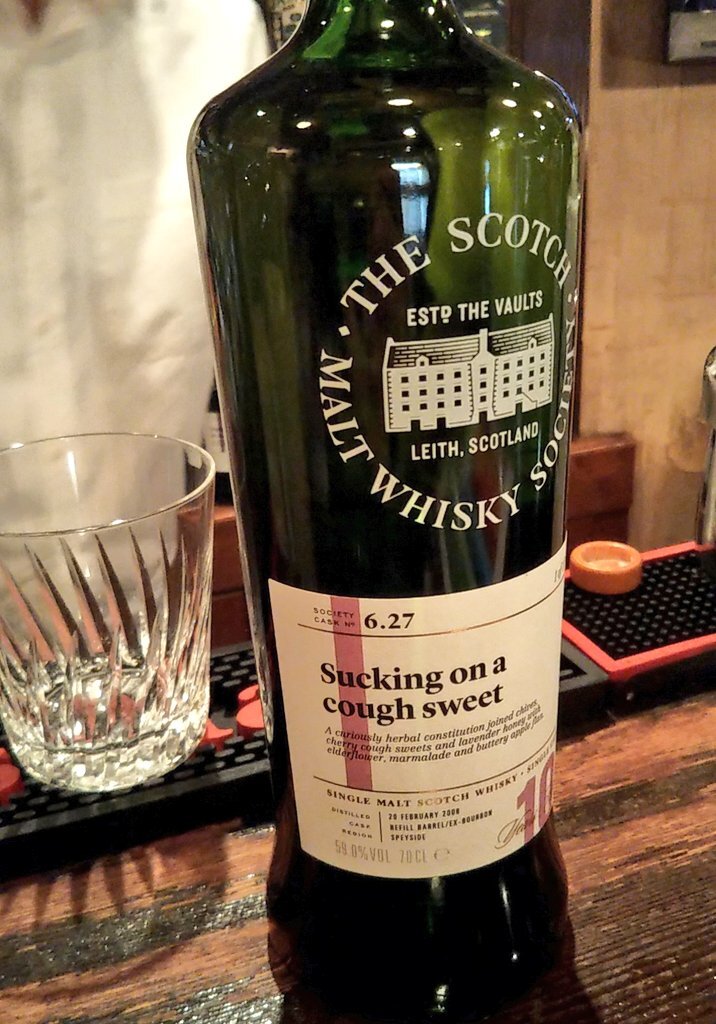 THE SCOTCH
MALT WHISKY SOCIETY
ESTD THE VAULTS
LEITH, SCOTLAND
SOCIETY
CASK Nº 6.27
Sucking on a
cough sweet
A curiously herbal constitution joined chives,
cherry cough sweets and lavender honey with
elderflower, marmalade and buttery apple flan.
SINGLE MALT SCOTCH WHISKY · SINGLE
DISTILLED 20 FEBRUARY 2008
CASK REFILL BARREL/EX-BOURBON
REGION SPEYSIDE
10
59.0%VOL 70CL ℮